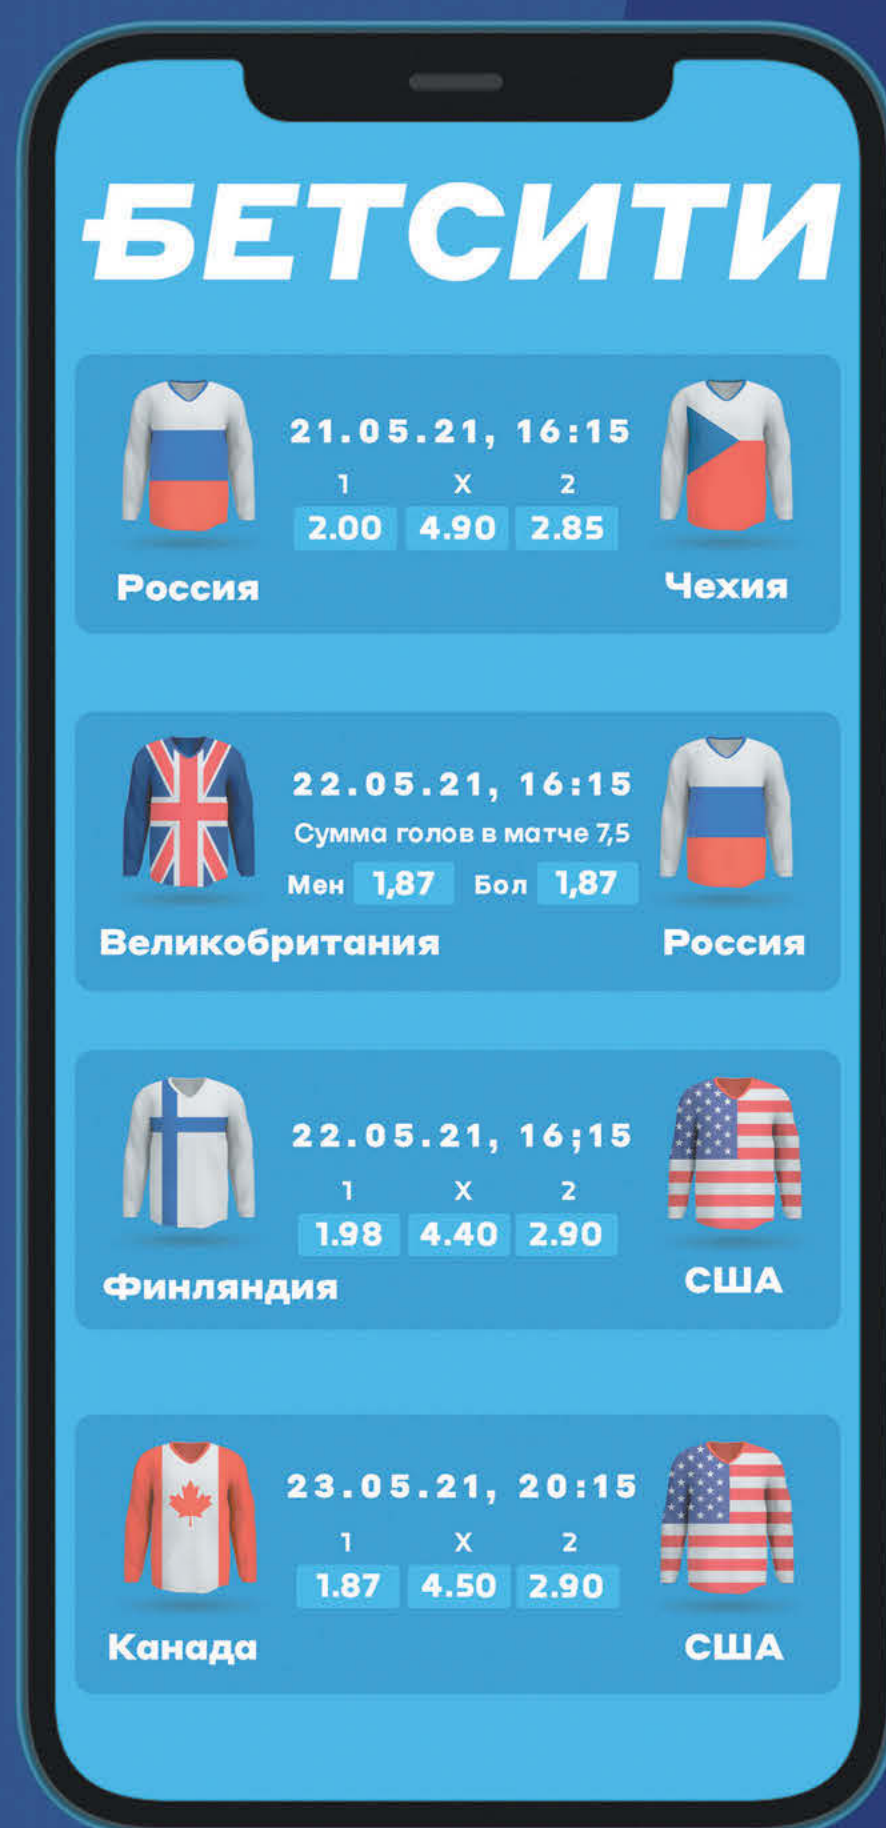 БЕТСИТИ
21.05.21, 16:15
1 X 2
2.00 4.90 2.85
Россия Чехия
22.05.21, 16:15
Сумма голов в матче 7,5
Мен 1,87 Бол 1,87
Великобритания Россия
22.05.21, 16;15
1 X 2
1.98 4.40 2.90
Финляндия США
23.05.21, 20:15
1 X 2
1.87 4.50 2.90
Канада США